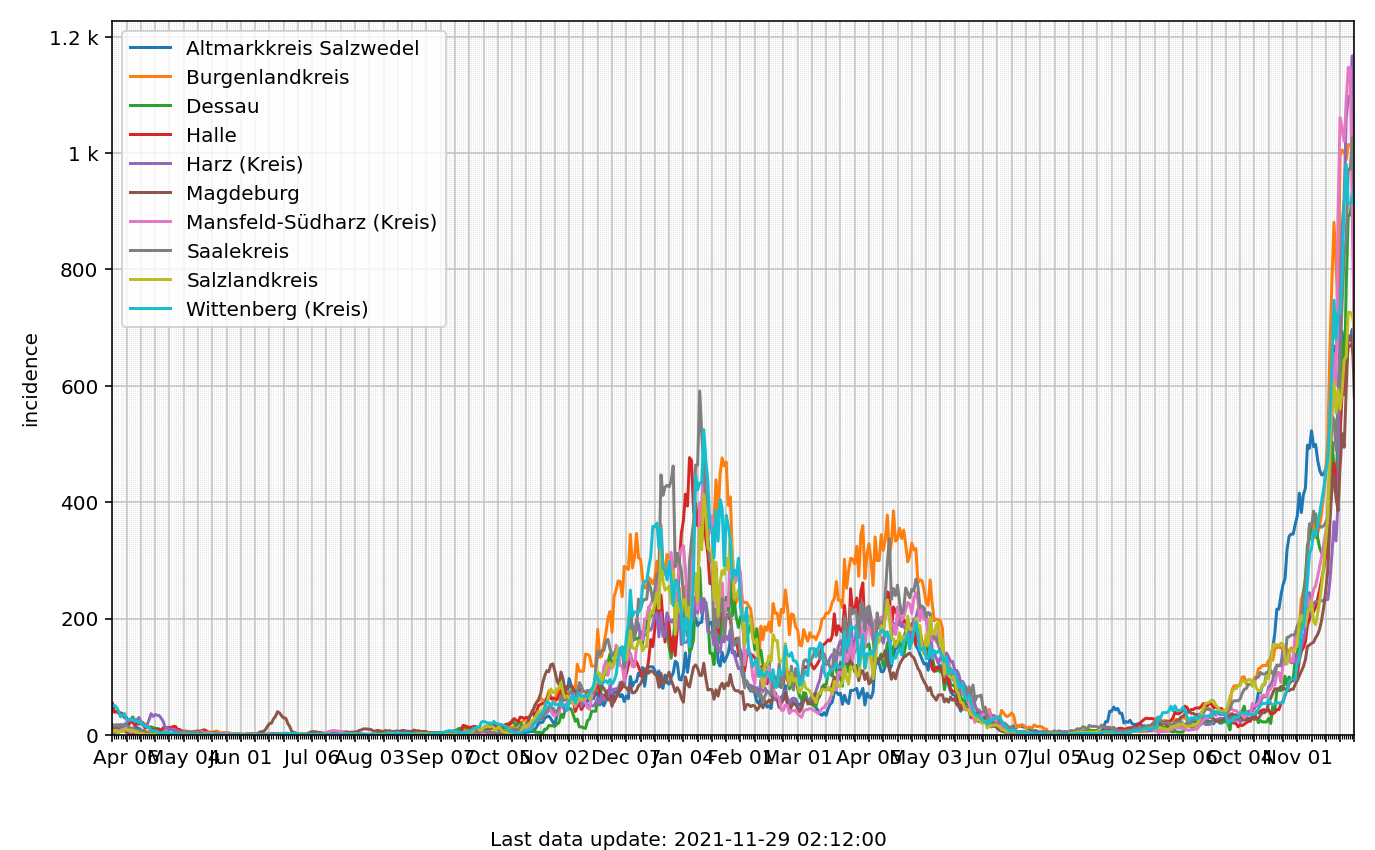 1.2 k
1 k
800
600
400
200
0
incidence
Altmarkkreis Salzwedel
Burgenlandkreis
Dessau
Halle
Harz (Kreis)
Magdeburg
Mansfeld-Südharz (Kreis)
Saalekreis
Salzlandkreis
Wittenberg (Kreis)
Apr 06 May 04 Jun 01 Jul 06 Aug 03 Sep 07 Oct 05 Nov 02 Dec 07 Jan 04 Feb 01 Mar 01 Apr 05 May 03 Jun 07 Jul 05 Aug 02 Sep 06 Oct 04 Nov 01
Last data update: 2021-11-29 02:12:00